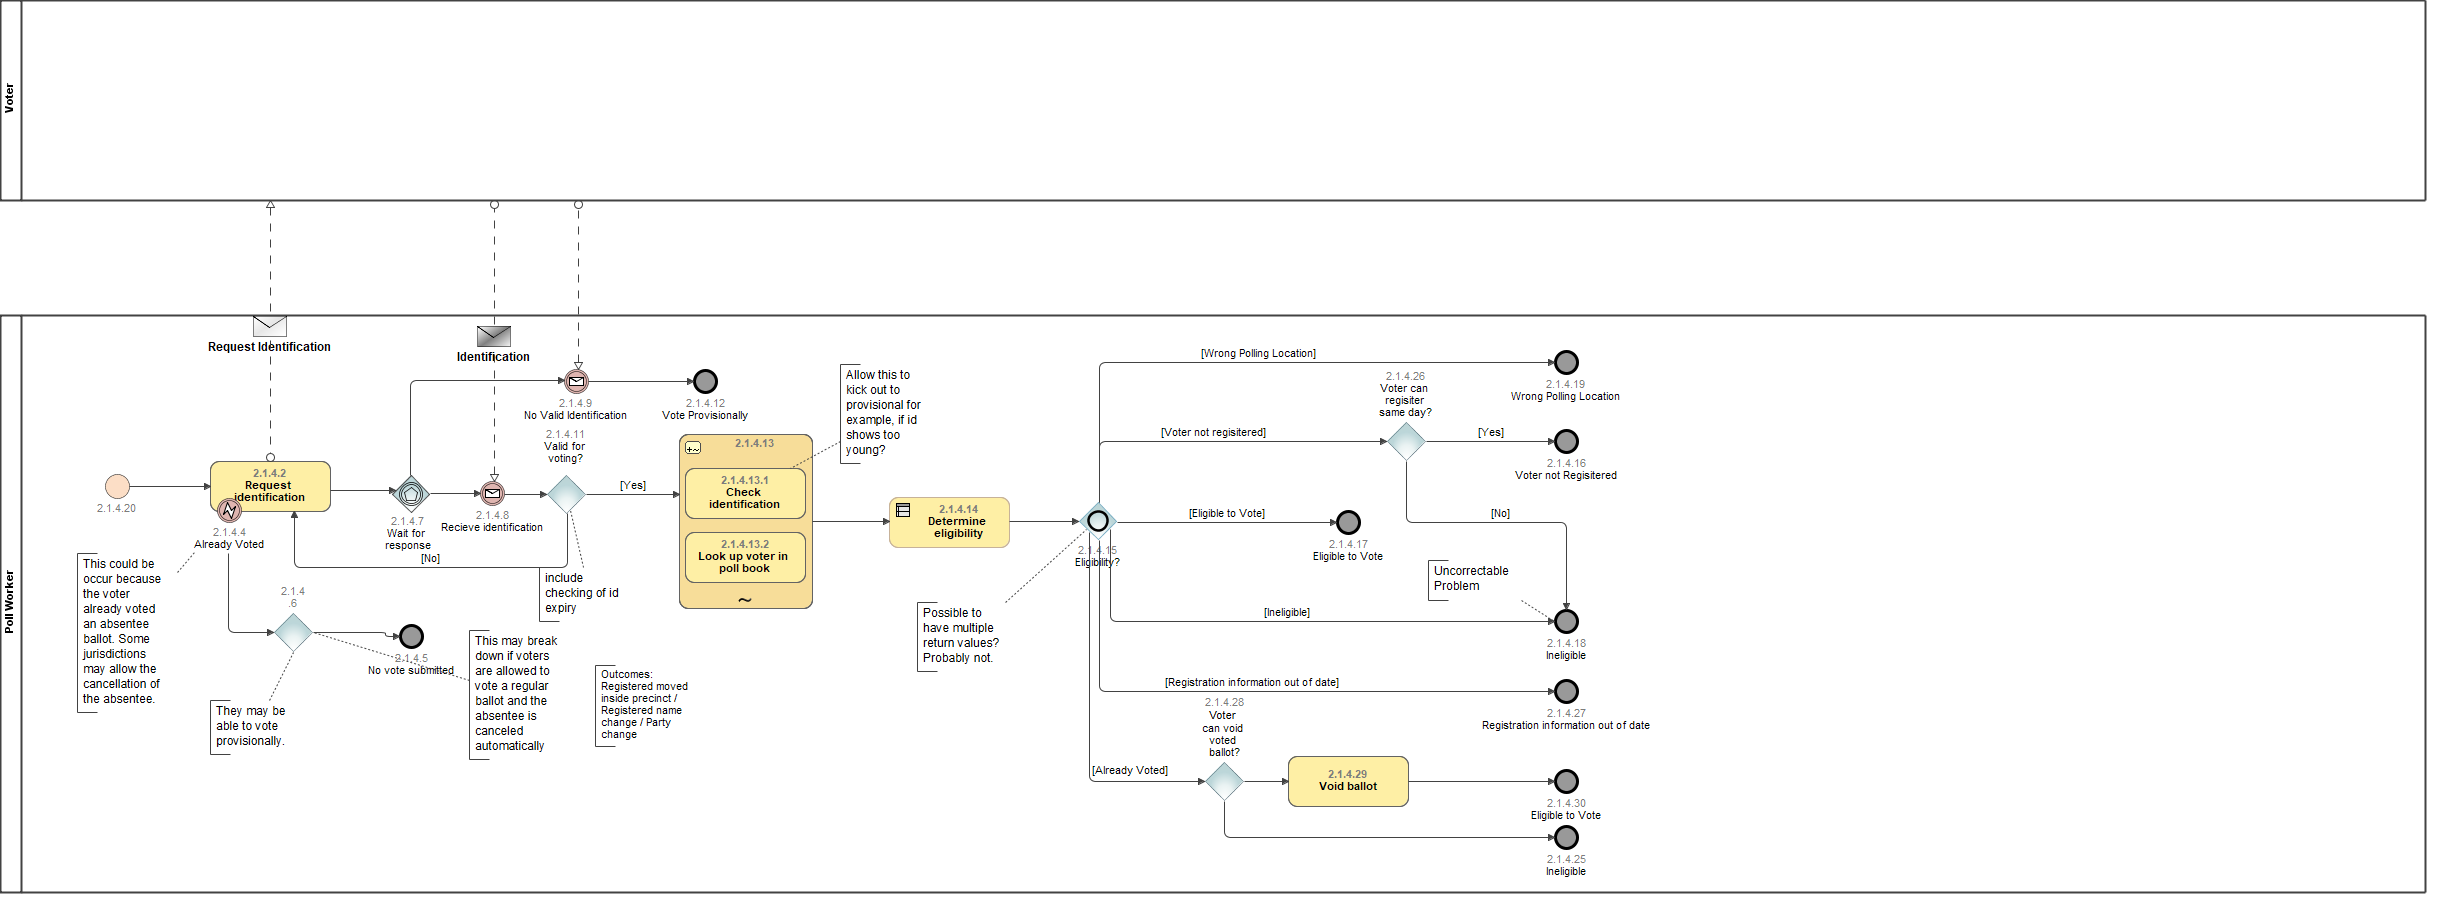 Voter
Poll Worker
Request Identification
Identification
2.1.4.20
2.1.4.2
Request
identification
2.1.4.4
Already Voted
This could be
occur because
the voter
already voted
an absentee
ballot. Some
jurisdictions
may allow the
cancellation of
the absentee.
2.1.4
.6
They may be
able to vote
provisionally.
2.1.4.5
No vote submitted
This may break
down if voters
are allowed to
vote a regular
ballot and the
absentee is
canceled
automatically
2.1.4.7
Wait for
response
[No]
2.1.4.8
Recieve identification
2.1.4.9
No Valid Identification
2.1.4.12
Vote Provisionally
2.1.4.11
Valid for
voting?
[Yes]
include
checking of id
expiry
Outcomes:
Registered moved
inside precinct /
Registered name
change / Party
change
2.1.4.13
2.1.4.13.1
Check
identification
2.1.4.13.2
Look up voter in
poll book
~
Allow this to
kick out to
provisional for
example, if id
shows too
young?
2.1.4.14
Determine
eligibility
2.1.4.15
Eligibility?
Possible to
have multiple
return values?
Probably not.
[Wrong Polling Location]
2.1.4.19
Wrong Polling Location
[Voter not regisitered]
2.1.4.26
Voter can
regisiter
same day?
[Yes]
2.1.4.16
Voter not Regisitered
[No]
[Eligible to Vote]
2.1.4.17
Eligible to Vote
Uncorrectable
Problem
[Ineligible]
2.1.4.18
Ineligible
[Registration information out of date]
2.1.4.27
Registration information out of date
[Already Voted]
2.1.4.28
Voter
can void
voted
ballot?
2.1.4.29
Void ballot
2.1.4.30
Eligible to Vote
2.1.4.25
Ineligible